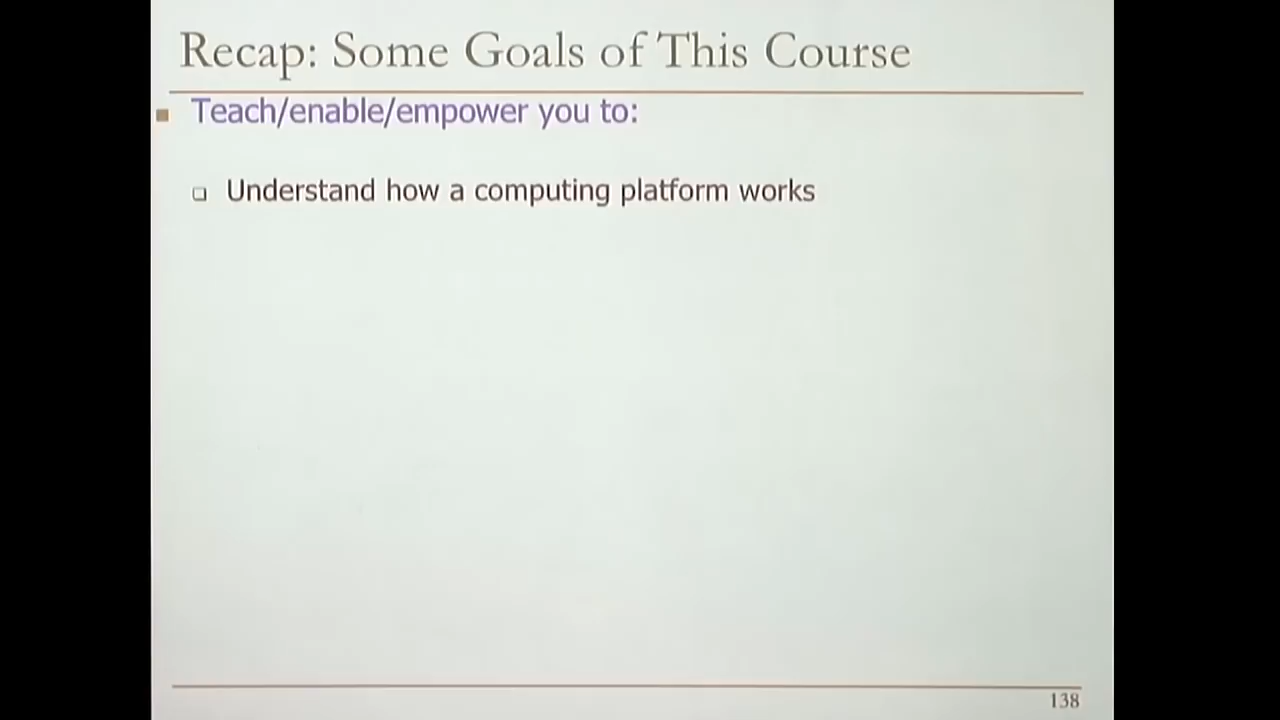 Recap: Some Goals of This Course
Teach/enable/empower you to:
Understand how a computing platform works
138